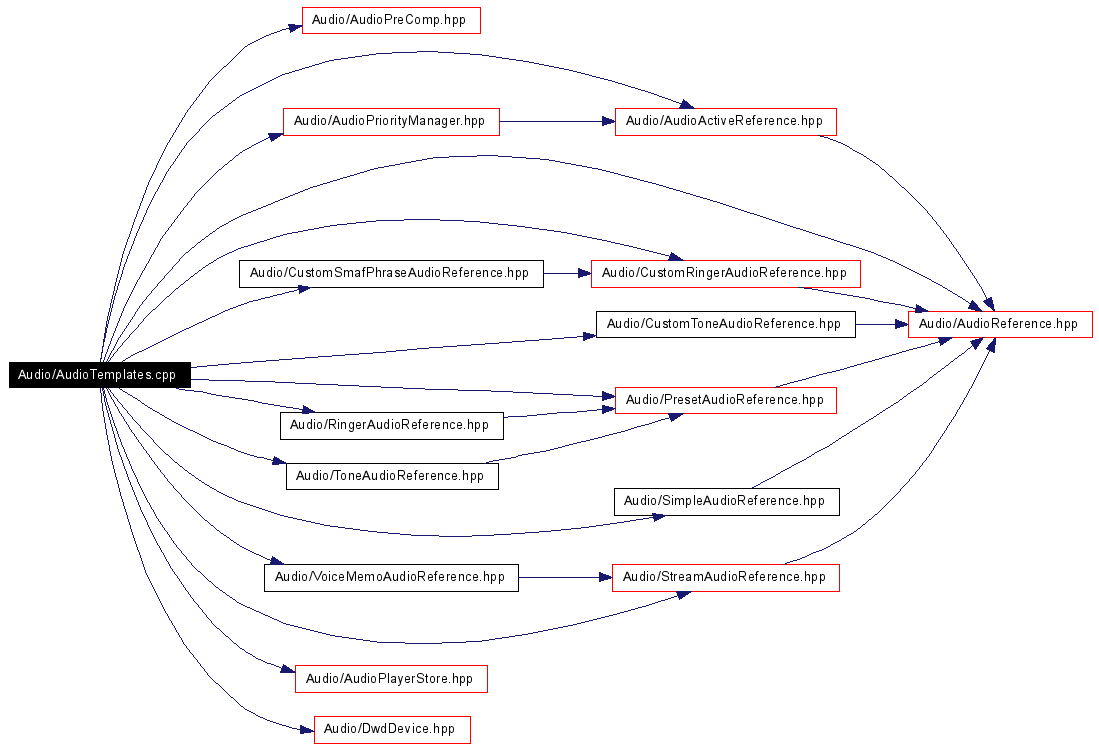 Audio/AudioPreComp.hpp
Audio/AudioPriorityManager.hpp
Audio/AudioActiveReference.hpp
Audio/CustomSmafPhraseAudioReference.hpp
Audio/CustomRingerAudioReference.hpp
Audio/CustomToneAudioReference.hpp
Audio/AudioReference.hpp
Audio/AudioTemplates.cpp
Audio/PresetAudioReference.hpp
Audio/RingerAudioReference.hpp
Audio/ToneAudioReference.hpp
Audio/SimpleAudioReference.hpp
Audio/VoiceMemoAudioReference.hpp
Audio/StreamAudioReference.hpp
Audio/AudioPlayerStore.hpp
Audio/DwdDevice.hpp